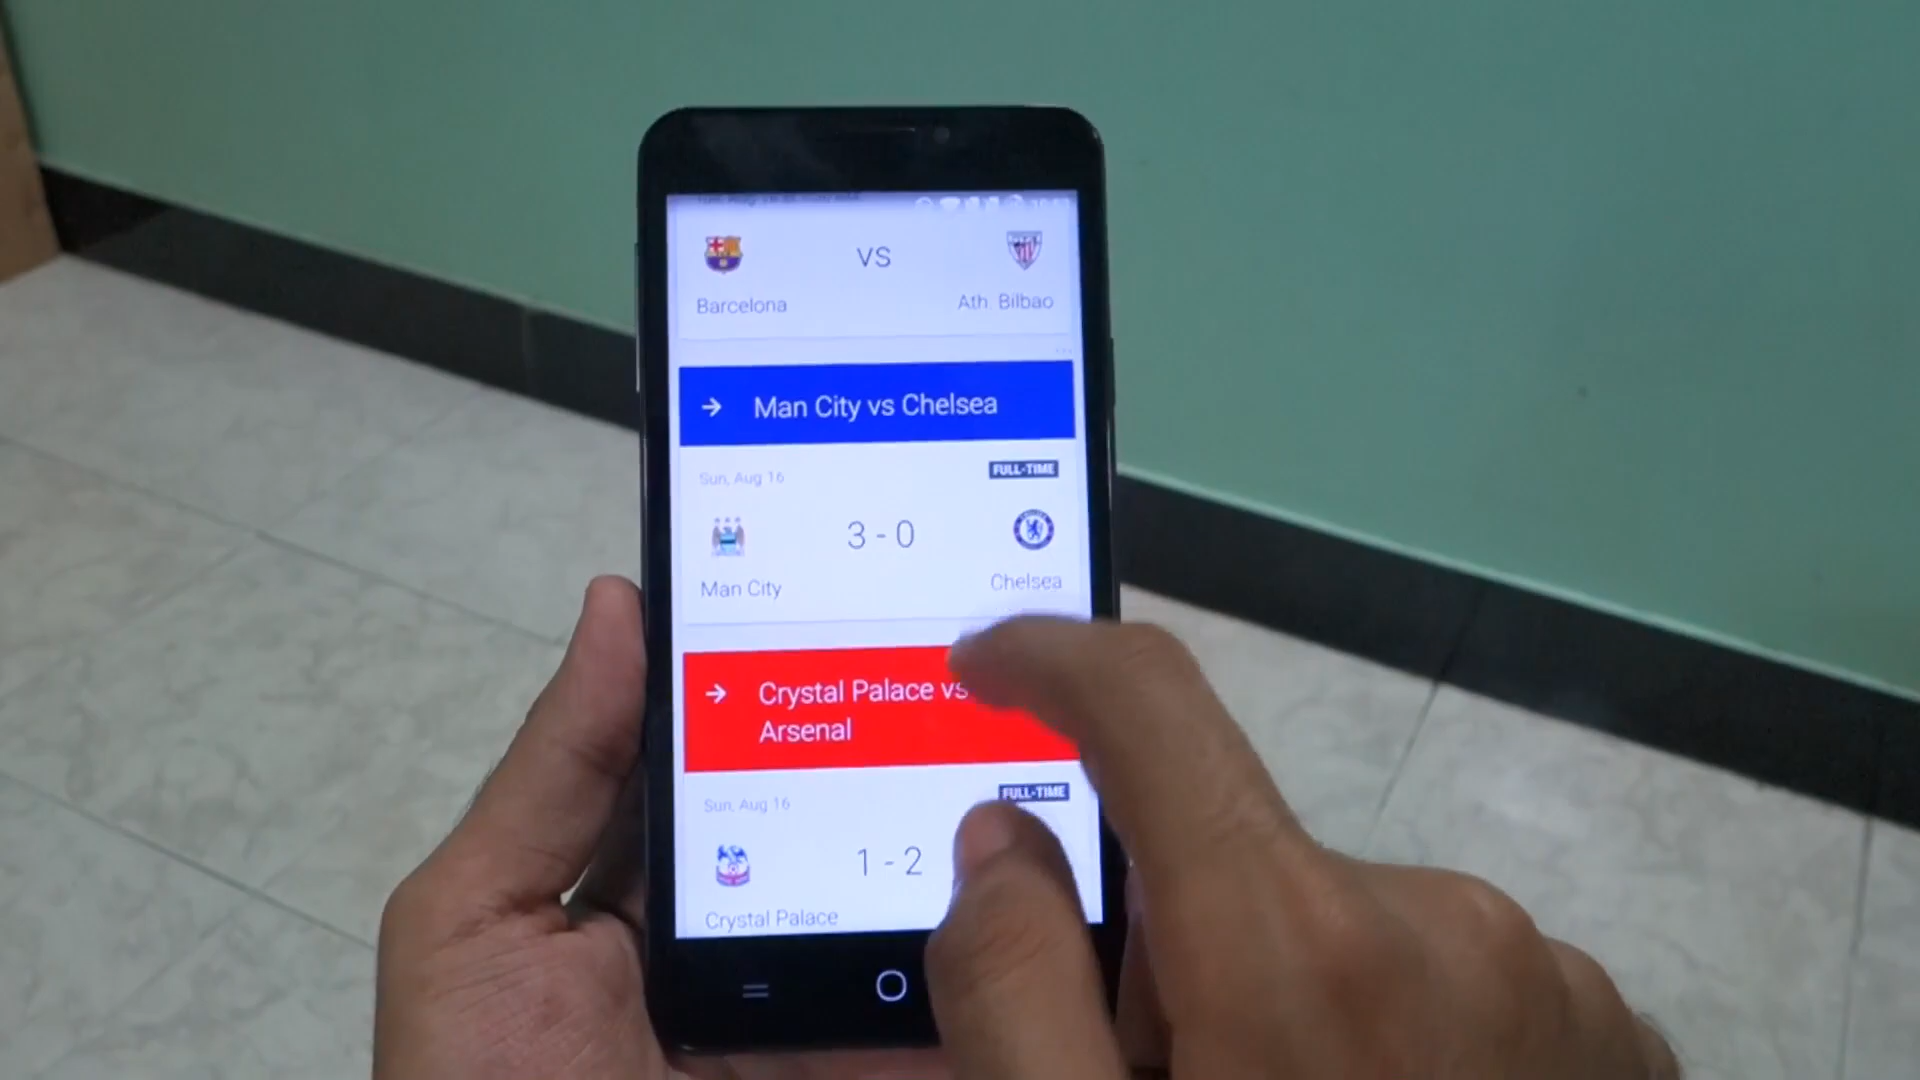 VS
Barcelona Ath. Bilbao
Man City vs Chelsea
Sun, Aug 16 FULL-TIME
3 - 0
Man City Chelsea
Crystal Palace vs
Arsenal
Sun, Aug 16 FULL-TIME
1 - 2
Crystal Palace